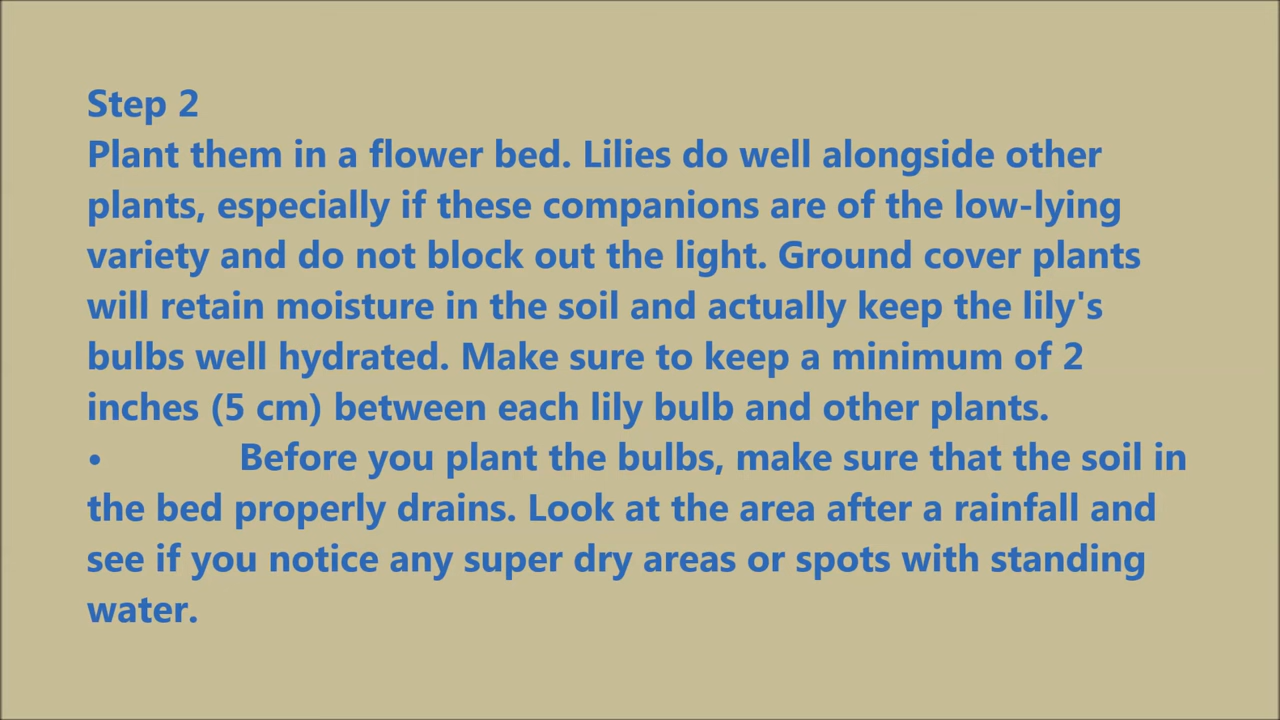 Step 2
Plant them in a flower bed. Lilies do well alongside other
plants, especially if these companions are of the low-lying
variety and do not block out the light. Ground cover plants
will retain moisture in the soil and actually keep the lily's
bulbs well hydrated. Make sure to keep a minimum of 2
inches (5 cm) between each lily bulb and other plants.
• Before you plant the bulbs, make sure that the soil in
the bed properly drains. Look at the area after a rainfall and
see if you notice any super dry areas or spots with standing
water.